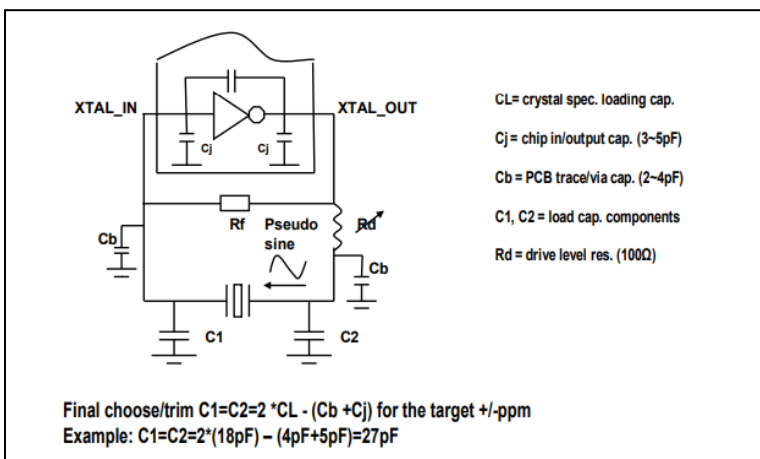 XTAL_IN
XTAL_OUT
Cj
Cj
Rf
Pseudo
sine
Rd
Cb
Cb
C1
C2
CL= crystal spec. loading cap.
Cj = chip in/output cap. (3~5pF)
Cb = PCB trace/via cap. (2~4pF)
C1, C2 = load cap. components
Rd = drive level res. (100Ω)
Final choose/trim C1=C2=2 *CL - (Cb +Cj) for the target +/-ppm
Example: C1=C2=2*(18pF) – (4pF+5pF)=27pF